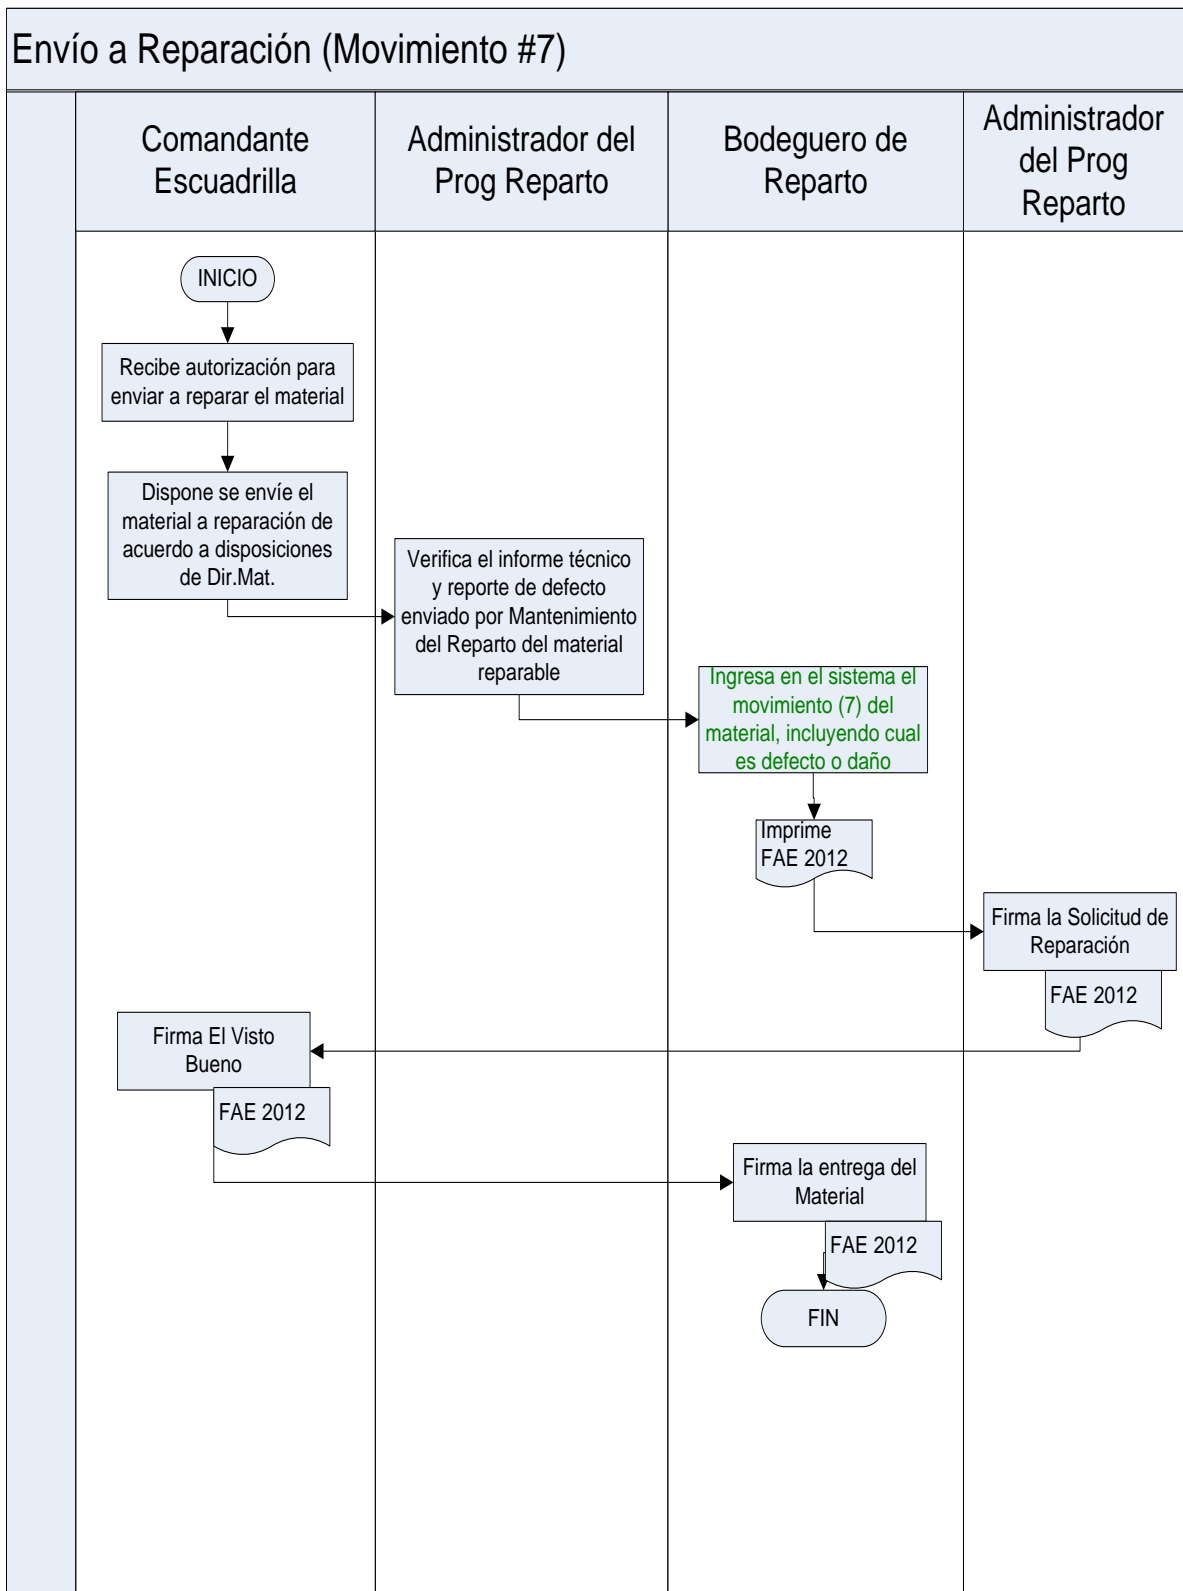 Envío a Reparación (Movimiento #7)
Comandante
Escuadrilla
Administrador del
Prog Reparto
Bodeguero de
Reparto
Administrador
del Prog
Reparto
INICIO
Recibe autorización para
enviar a reparar el material
Dispone se envíe el
material a reparación de
acuerdo a disposiciones
de Dir.Mat.
Verifica el informe técnico
y reporte de defecto
enviado por Mantenimiento
del Reparto del material
reparable
Ingresa en el sistema el
movimiento (7) del
material, incluyendo cual
es defecto o daño
Imprime
FAE 2012
Firma la Solicitud de
Reparación
FAE 2012
Firma El Visto
Bueno
FAE 2012
Firma la entrega del
Material
FAE 2012
FIN